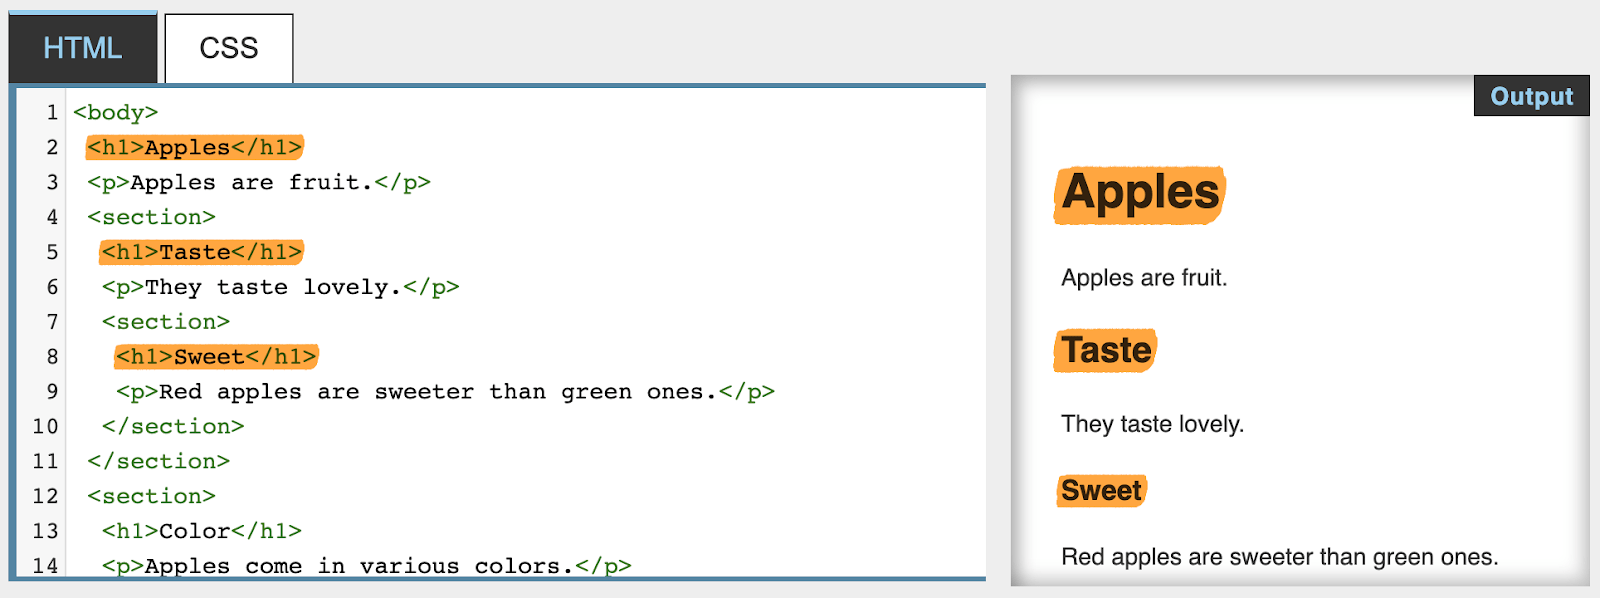 HTML CSS
1 <body>
2 <h1>Apples</h1>
3 <p>Apples are fruit.</p>
4 <section>
5 <h1>Taste</h1>
6 <p>They taste lovely.</p>
7 <section>
8 <h1>Sweet</h1>
9 <p>Red apples are sweeter than green ones.</p>
10 </section>
11 </section>
12 <section>
13 <h1>Color</h1>
14 <p>Apples come in various colors.</p>
Output
Apples
Apples are fruit.
Taste
They taste lovely.
Sweet
Red apples are sweeter than green ones.